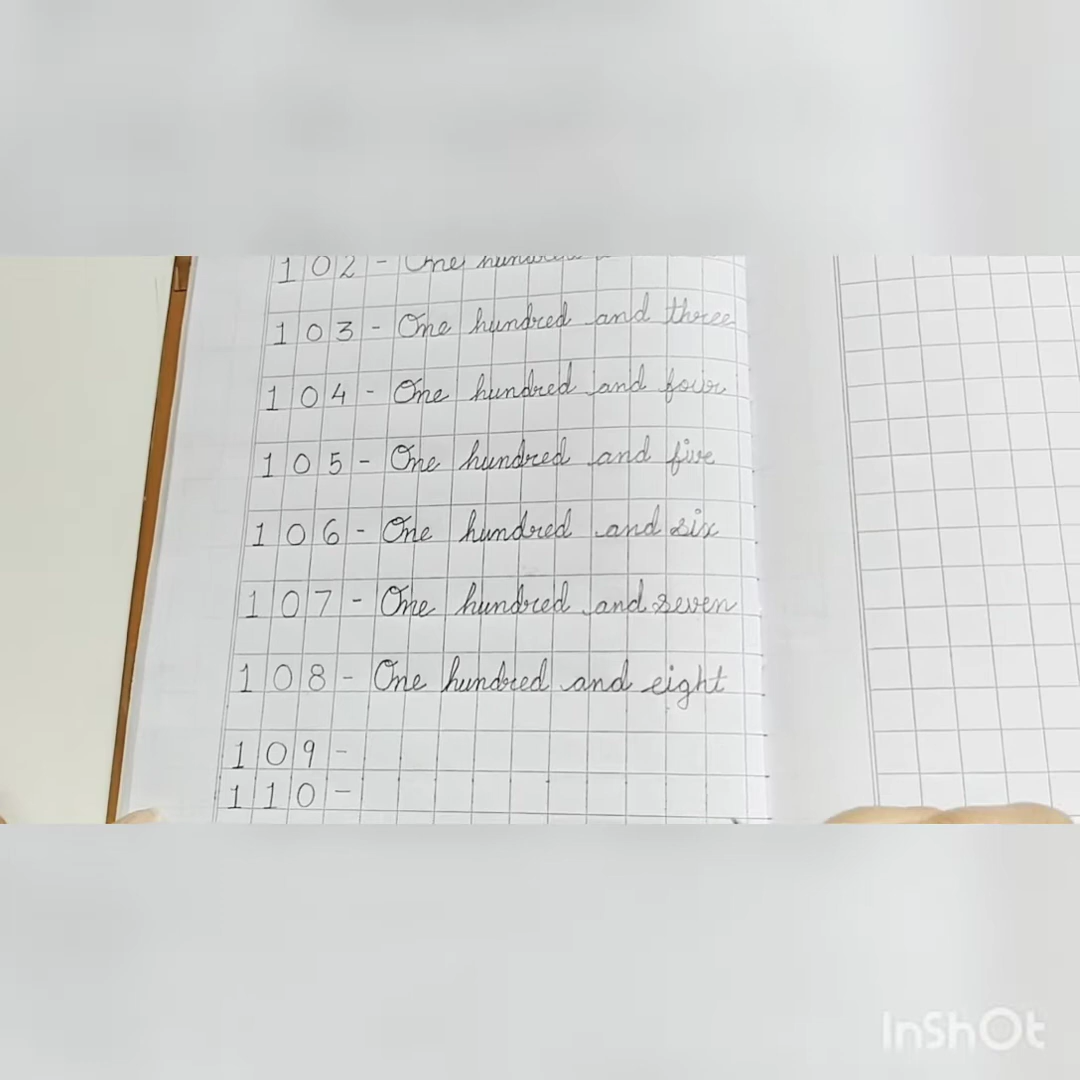 102 - One hundred
103 - One hundred and three
104 - One hundred and four
105 - One hundred and five
106 - One hundred and six
107 - One hundred and seven
108 - One hundred and eight
109 -
110 -
InShOt